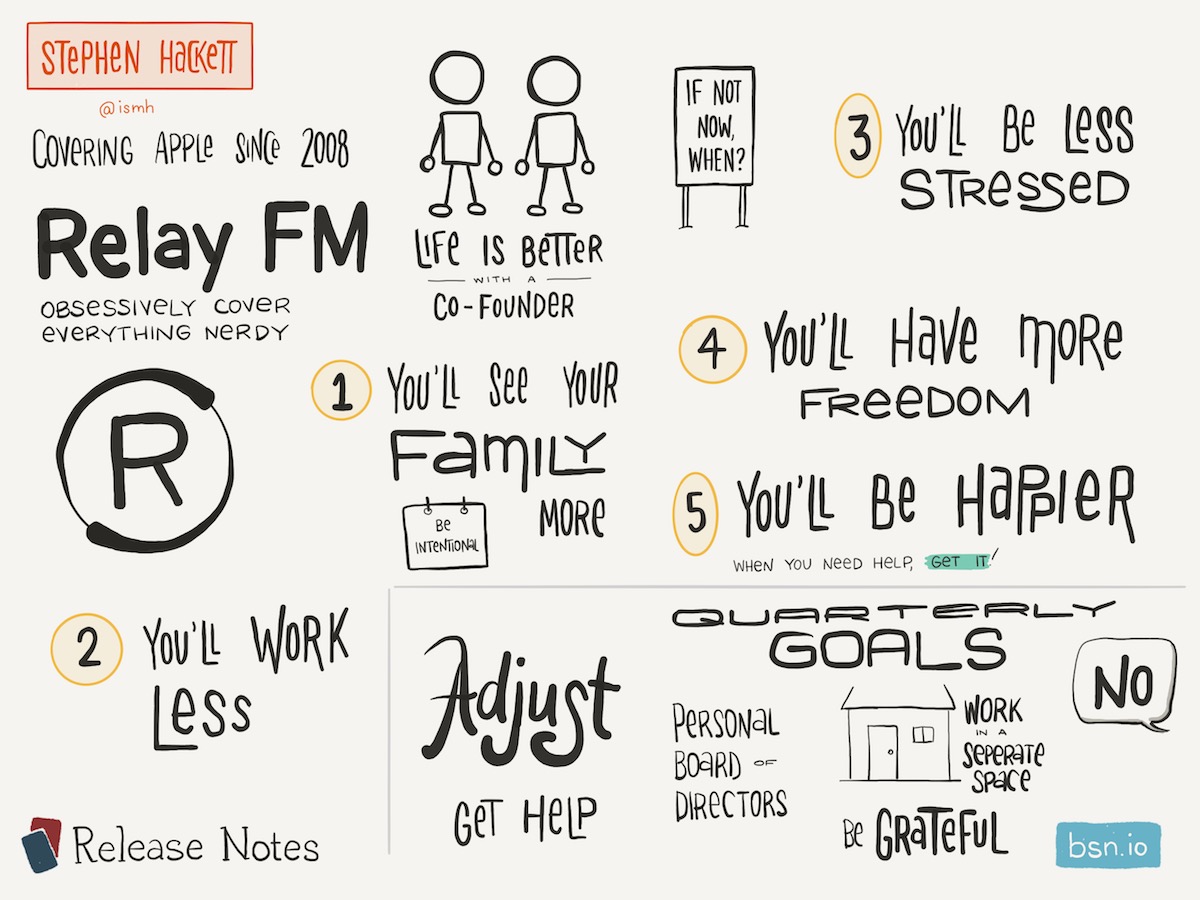 STEPHEN HACKETT
@ismh
COVERING APPLE SINCE 2008
Relay FM
OBSESSIVELY COVER
EVERYTHING NERDY
R
LIFE IS BETTER
WITH A
CO-FOUNDER
IF NOT
NOW,
WHEN?
1 YOU'LL SEE YOUR
FAMILY
MORE
BE
INTENTIONAL
2 YOU'LL WORK
LESS
3 YOU'LL BE LESS
STRESSED
4 YOU'LL HAVE MORE
FREEDOM
5 YOU'LL BE HAPPIER
WHEN YOU NEED HELP, GET IT!
Adjust
GET HELP
QUARTERLY
GOALS
PERSONAL
BOARD OF
DIRECTORS
WORK
IN A
SEPERATE
SPACE
NO
BE GRATEFUL
Release Notes
bsn.io